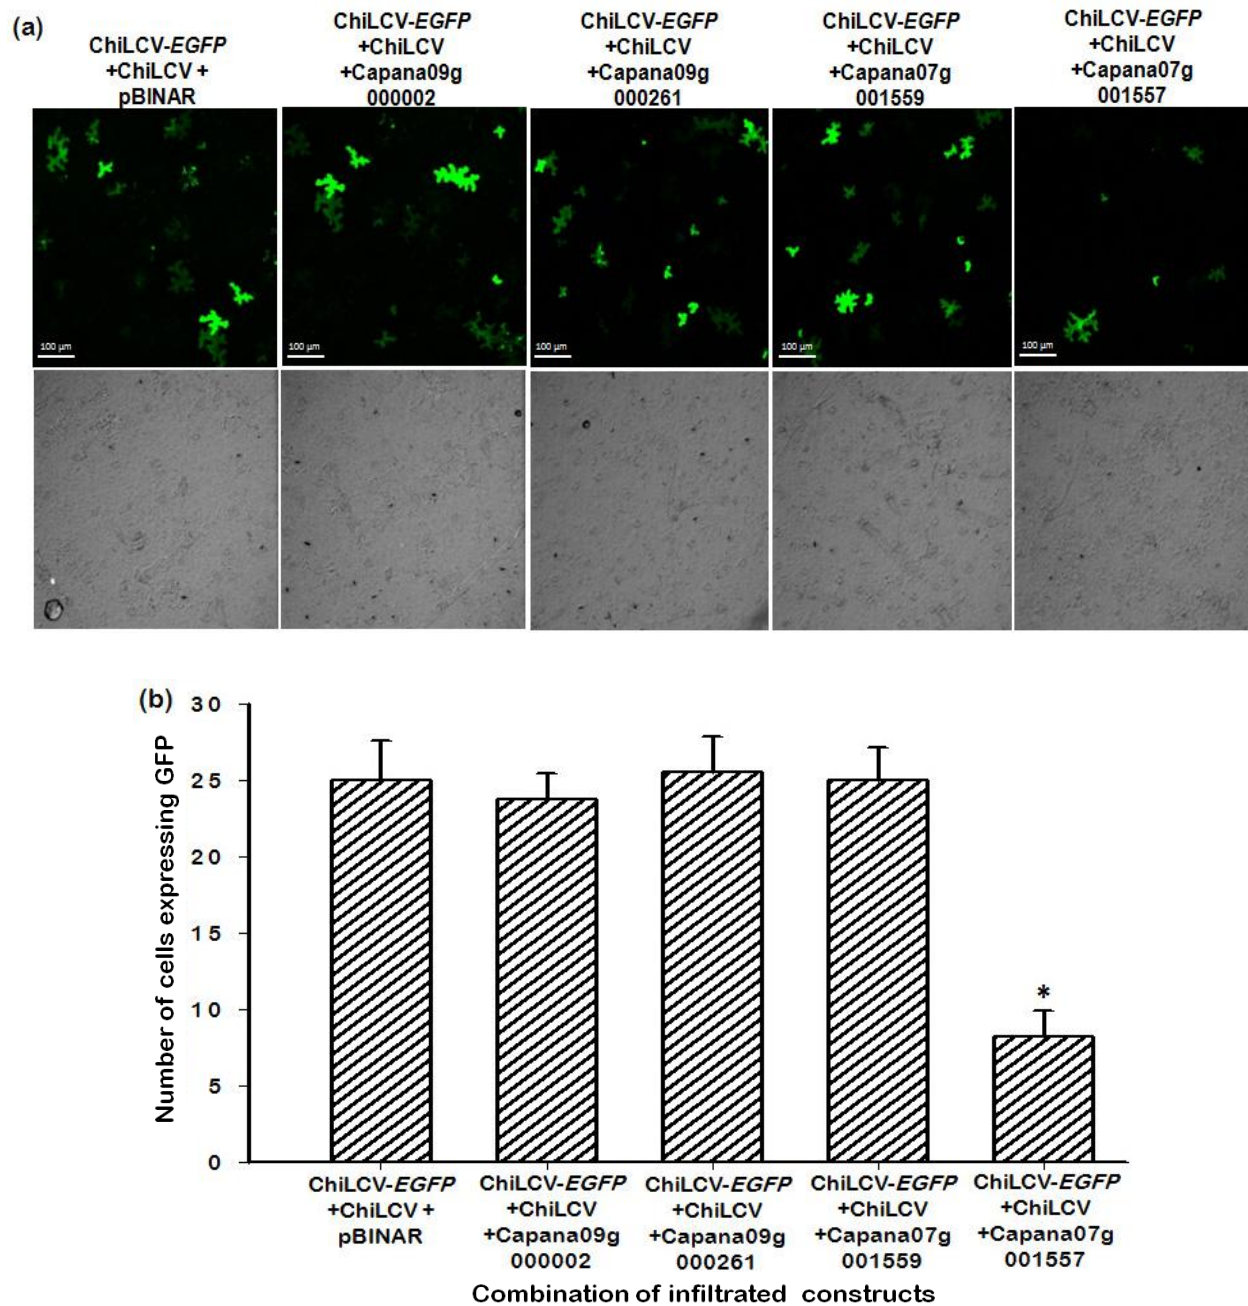 (a)
ChiLCV-EGFP
+ChiLCV +
pBINAR
ChiLCV-EGFP
+ChiLCV
+Capana09g
000002
ChiLCV-EGFP
+ChiLCV
+Capana09g
000261
ChiLCV-EGFP
+ChiLCV
+Capana07g
001559
ChiLCV-EGFP
+ChiLCV
+Capana07g
001557
100 µm
100 µm
100 µm
100 µm
100 µm
(b)
Number of cells expressing GFP
30
25
20
15
10
5
0
*
ChiLCV-EGFP
+ChiLCV +
pBINAR
ChiLCV-EGFP
+ChiLCV
+Capana09g
000002
ChiLCV-EGFP
+ChiLCV
+Capana09g
000261
ChiLCV-EGFP
+ChiLCV
+Capana07g
001559
ChiLCV-EGFP
+ChiLCV
+Capana07g
001557
Combination of infiltrated constructs